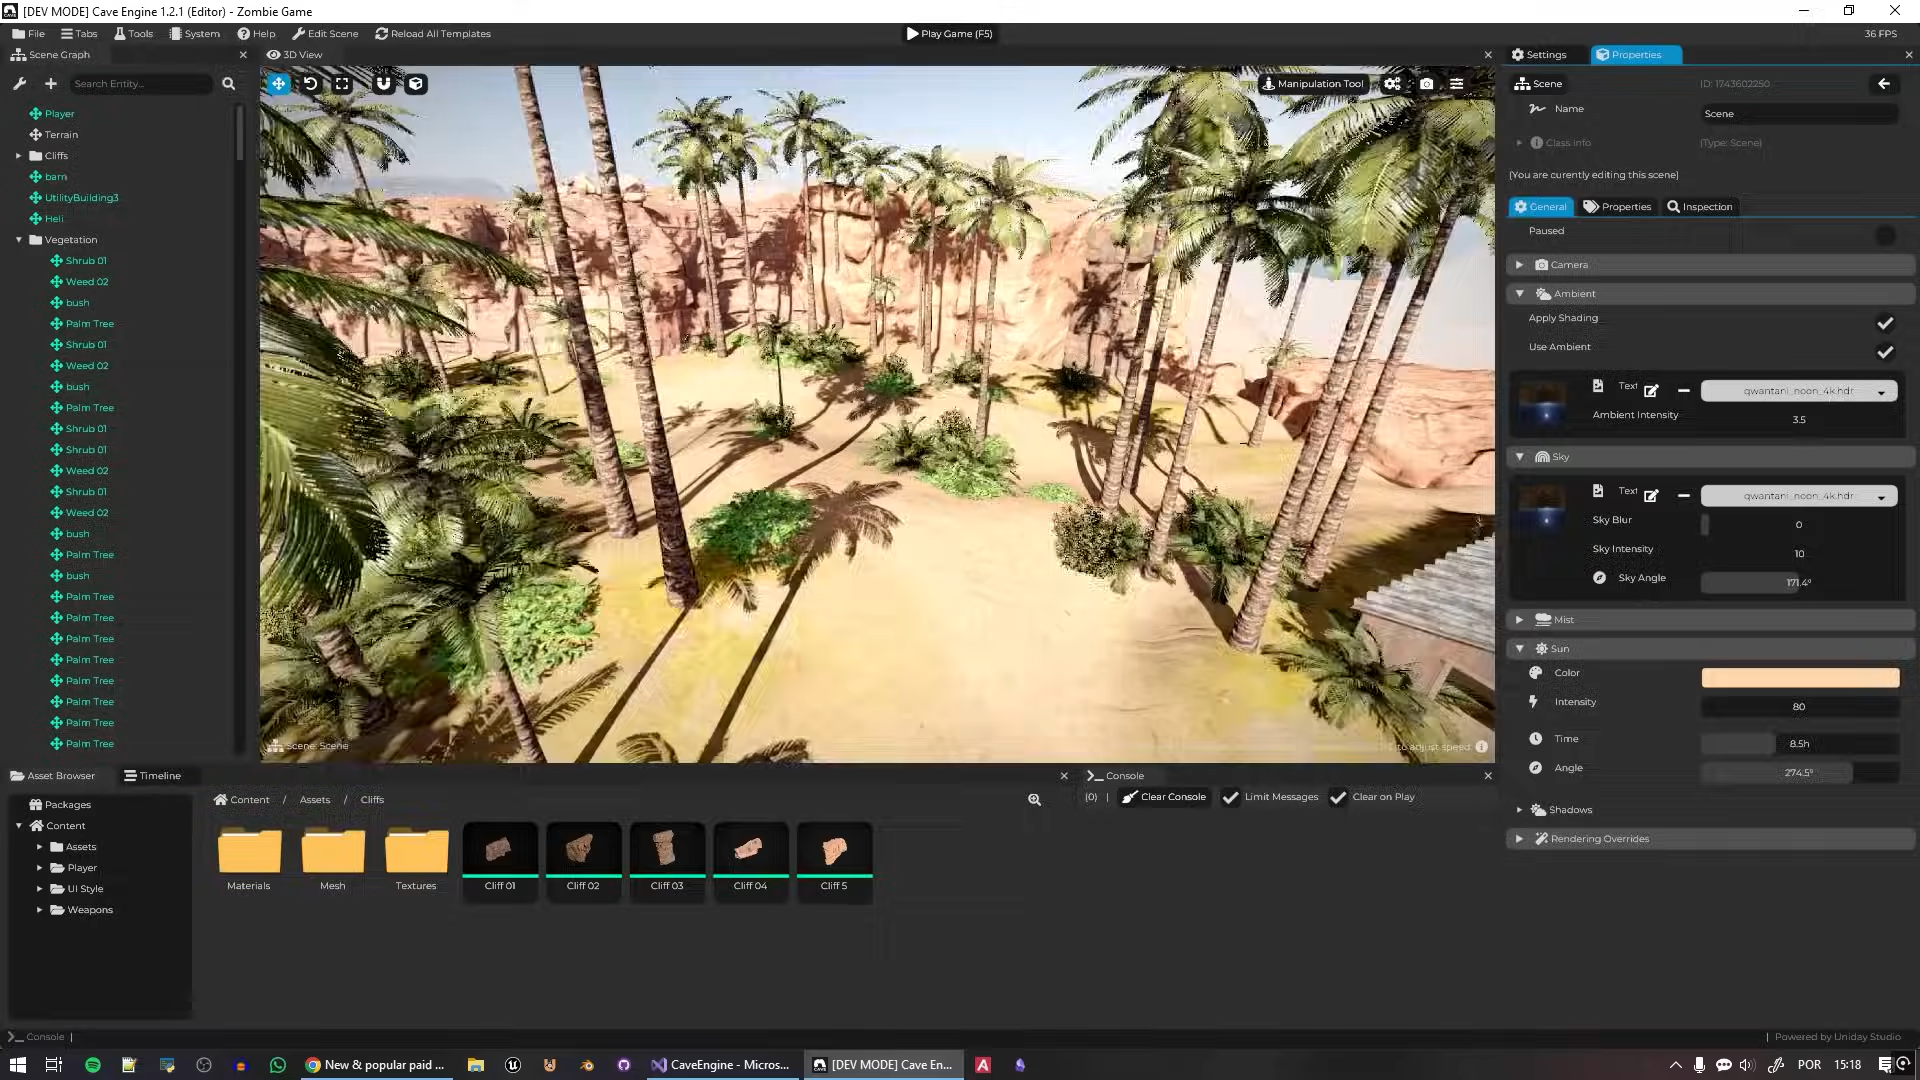 [DEV MODE] Cave Engine 1.2.1 (Editor) - Zombie Game
File Tabs Tools System Help Edit Scene Reload All Templates
Play Game (F5)
36 FPS
Scene Graph
3D View
Settings Properties
Search Entity...
Manipulation Tool
Scene
ID: 1743602250
Name
Scene
Class info
(Type: Scene)
(You are curently editing this scene)
General Properties Inspection
Paused
Camera
Ambient
Apply Shading
Use Ambient
Text
qwantani_noon_4k.hdr
Ambient Intensity
3.5
Sky
Text
qwantani_noon_4k.hdr
Sky Blur
0
Sky Intensity
10
Sky Angle
171.4°
Mist
Sun
Color
Intensity
80
Time
8.5h
Angle
274.5°
Shadows
Rendering Overrides
Player
Terrain
Cliffs
barn
UtilityBuilding3
Heli
Vegetation
Shrub 01
Weed 02
bush
Palm Tree
Shrub 01
Weed 02
bush
Palm Tree
Shrub 01
Shrub 01
Weed 02
Shrub 01
Weed 02
bush
Palm Tree
bush
Palm Tree
Palm Tree
Palm Tree
Palm Tree
Palm Tree
Palm Tree
Palm Tree
Palm Tree
Scene: Scene
to adjust speed
Asset Browser Timeline
Console
Packages
Content
Assets
Player
UI Style
Weapons
Content / Assets / Cliffs
Materials
Mesh
Textures
Cliff 01
Cliff 02
Cliff 03
Cliff 04
Cliff 5
(0) | Clear Console Limit Messages Clear on Play
Console |
| Powered by Uniday Studio
New & popular paid ...
CaveEngine - Micros...
[DEV MODE] Cave En...
POR
15:18